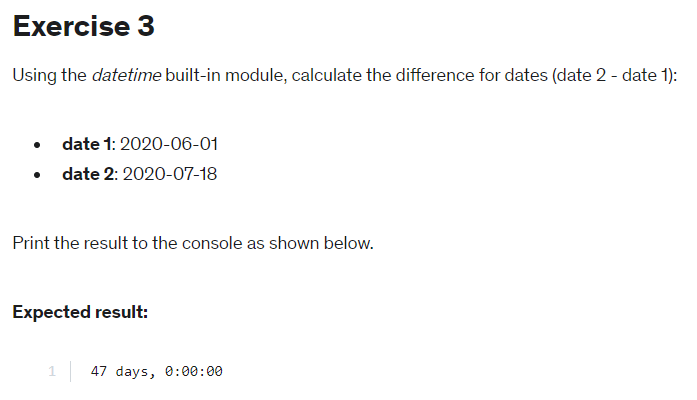 Exercise 3
Using the datetime built-in module, calculate the difference for dates (date 2 - date 1):
• date 1: 2020-06-01
• date 2: 2020-07-18
Print the result to the console as shown below.
Expected result:
1 47 days, 0:00:00